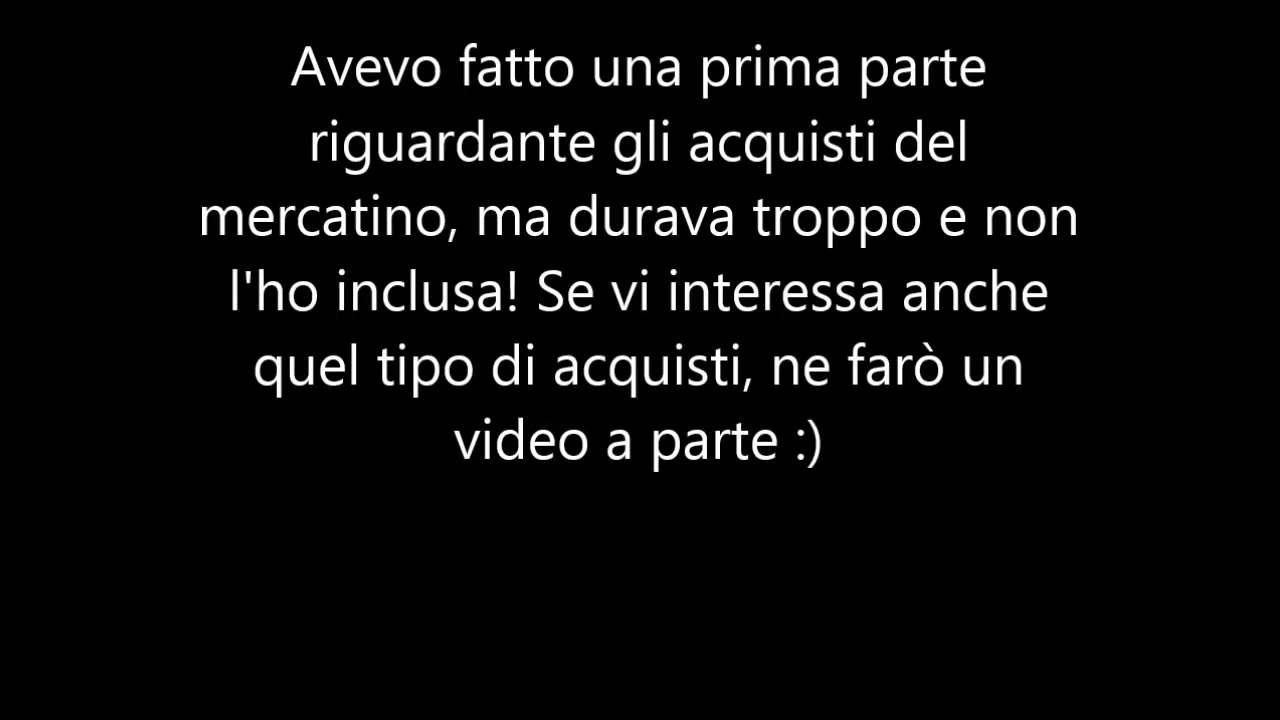 Avevo fatto una prima parte
riguardante gli acquisti del
mercatino, ma durava troppo e non
l'ho inclusa! Se vi interessa anche
quel tipo di acquisti, ne farò un
video a parte :)